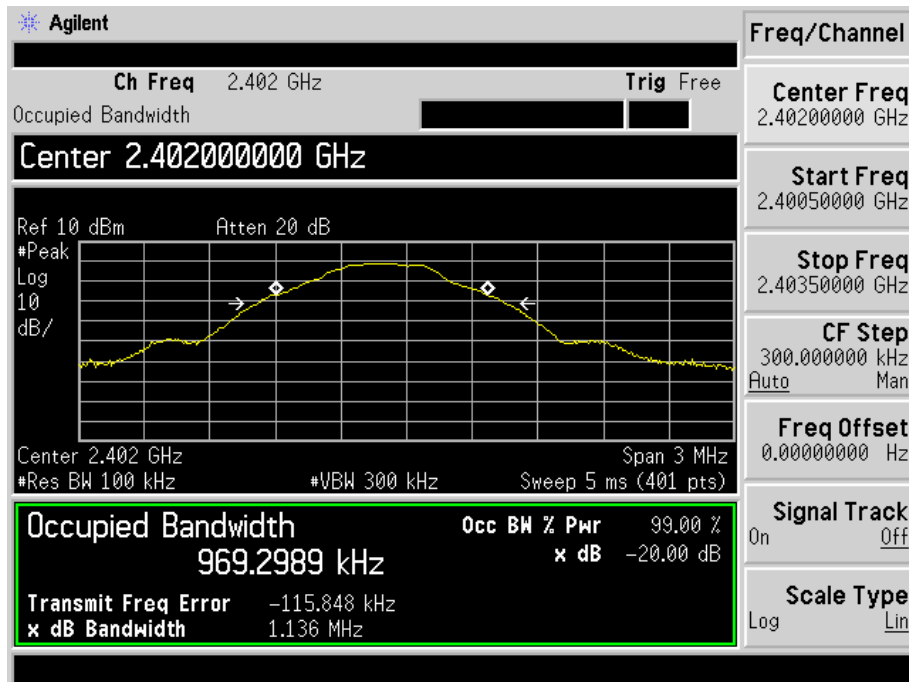 Agilent
Freq/Channel
Ch Freq 2.402 GHz Trig Free
Occupied Bandwidth
Center 2.402000000 GHz
Ref 10 dBm Atten 20 dB
#Peak
Log
10
dB/
Center 2.402 GHz Span 3 MHz
#Res BW 100 kHz #VBW 300 kHz Sweep 5 ms (401 pts)
Occupied Bandwidth
969.2989 kHz
Occ BW % Pwr 99.00 %
x dB -20.00 dB
Transmit Freq Error -115.848 kHz
x dB Bandwidth 1.136 MHz
Center Freq
2.40200000 GHz
Start Freq
2.40050000 GHz
Stop Freq
2.40350000 GHz
CF Step
300.000000 kHz
Auto Man
Freq Offset
0.00000000 Hz
Signal Track
On Off
Scale Type
Log Lin